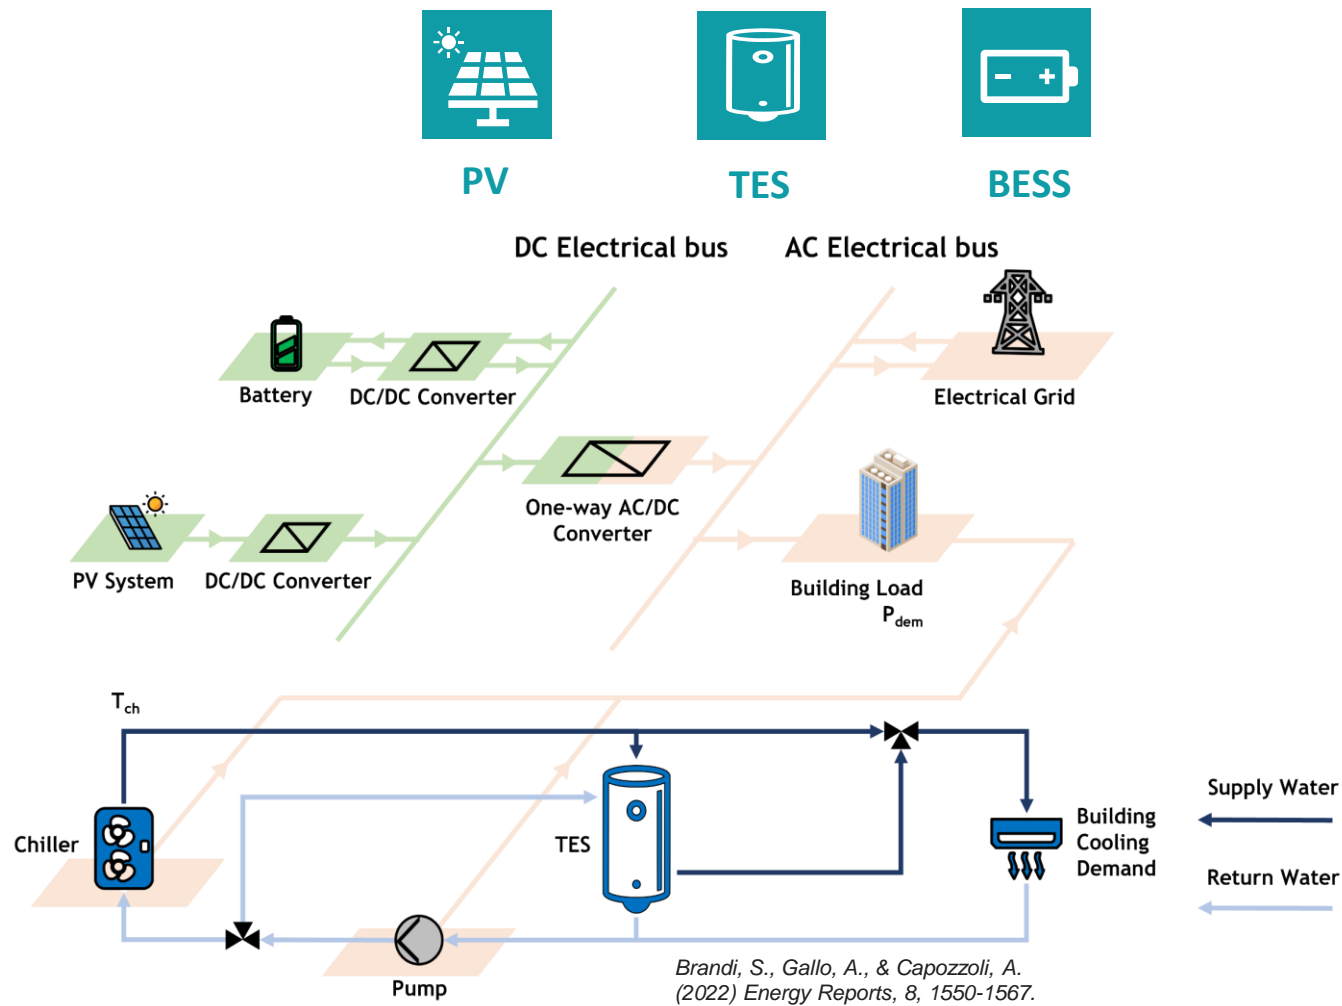 PV
TES
BESS
DC Electrical bus
AC Electrical bus
Battery
DC/DC Converter
Electrical Grid
One-way AC/DC
Converter
PV System
DC/DC Converter
Building Load
P_dem
T_ch
Chiller
TES
Building
Cooling
Demand
Supply Water
Return Water
Pump
Brandi, S., Gallo, A., & Capozzoli, A.
(2022) Energy Reports, 8, 1550-1567.